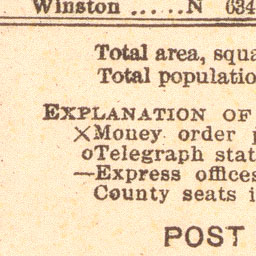 Winston ......N 634
Total area, squa
Total populatio
EXPLANATION OF
×Money order p
oTelegraph stat
—Express offices
County seats i
POST